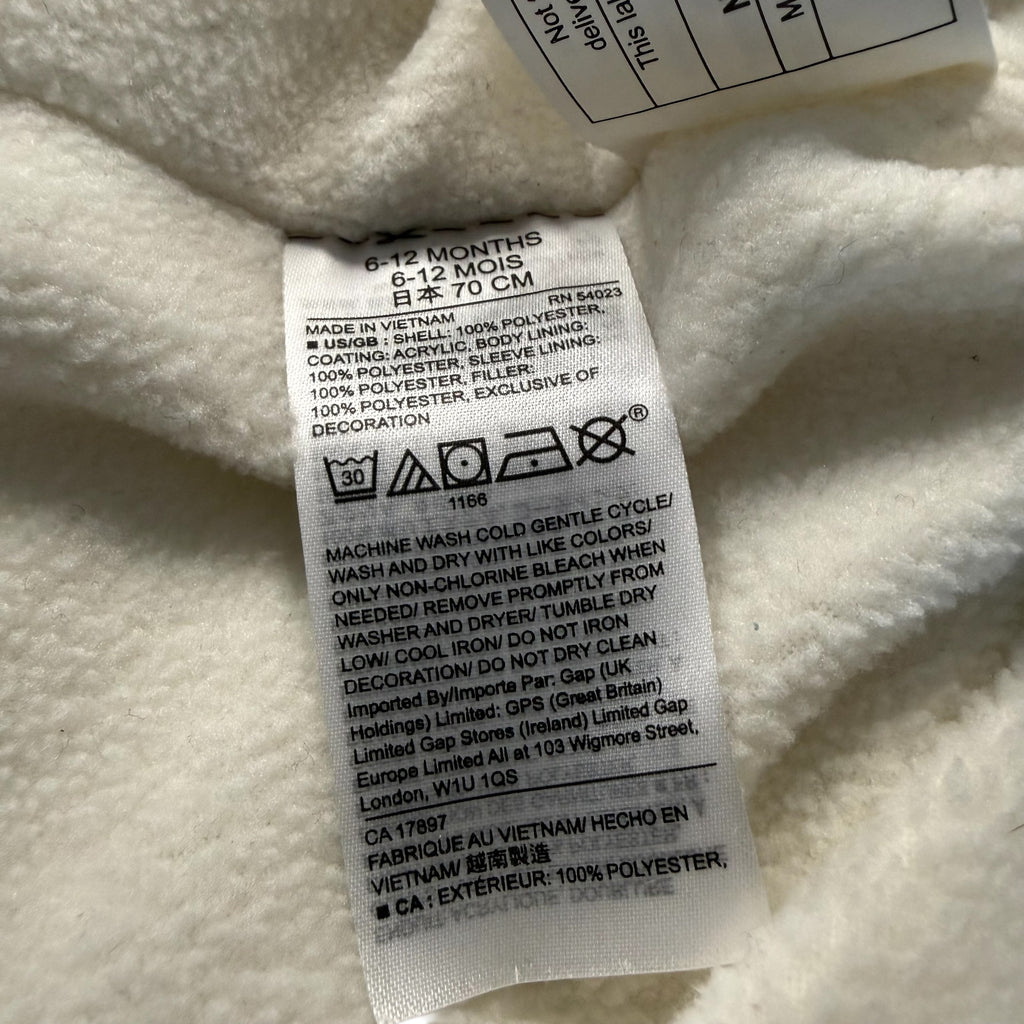 Not
This
N
M
6-12 MONTHS
6-12 MOIS
日本 70 CM
RN 54023
MADE IN VIETNAM
■ US/GB : SHELL: 100% POLYESTER,
COATING: ACRYLIC, BODY LINING:
100% POLYESTER, SLEEVE LINING:
100% POLYESTER, FILLER:
100% POLYESTER, EXCLUSIVE OF
DECORATION
30
®
1166
MACHINE WASH COLD GENTLE CYCLE/
WASH AND DRY WITH LIKE COLORS/
ONLY NON-CHLORINE BLEACH WHEN
NEEDED/ REMOVE PROMPTLY FROM
WASHER AND DRYER/ TUMBLE DRY
LOW/ COOL IRON/ DO NOT IRON
DECORATION/ DO NOT DRY CLEAN
Imported By/Importe Par: Gap (UK
Holdings) Limited: GPS (Great Britain)
Limited Gap Stores (Ireland) Limited Gap
Europe Limited All at 103 Wigmore Street,
London, W1U 1QS
CA 17897
FABRIQUE AU VIETNAM/ HECHO EN
VIETNAM/ 越南製造
■ CA : EXTÉRIEUR: 100% POLYESTER,